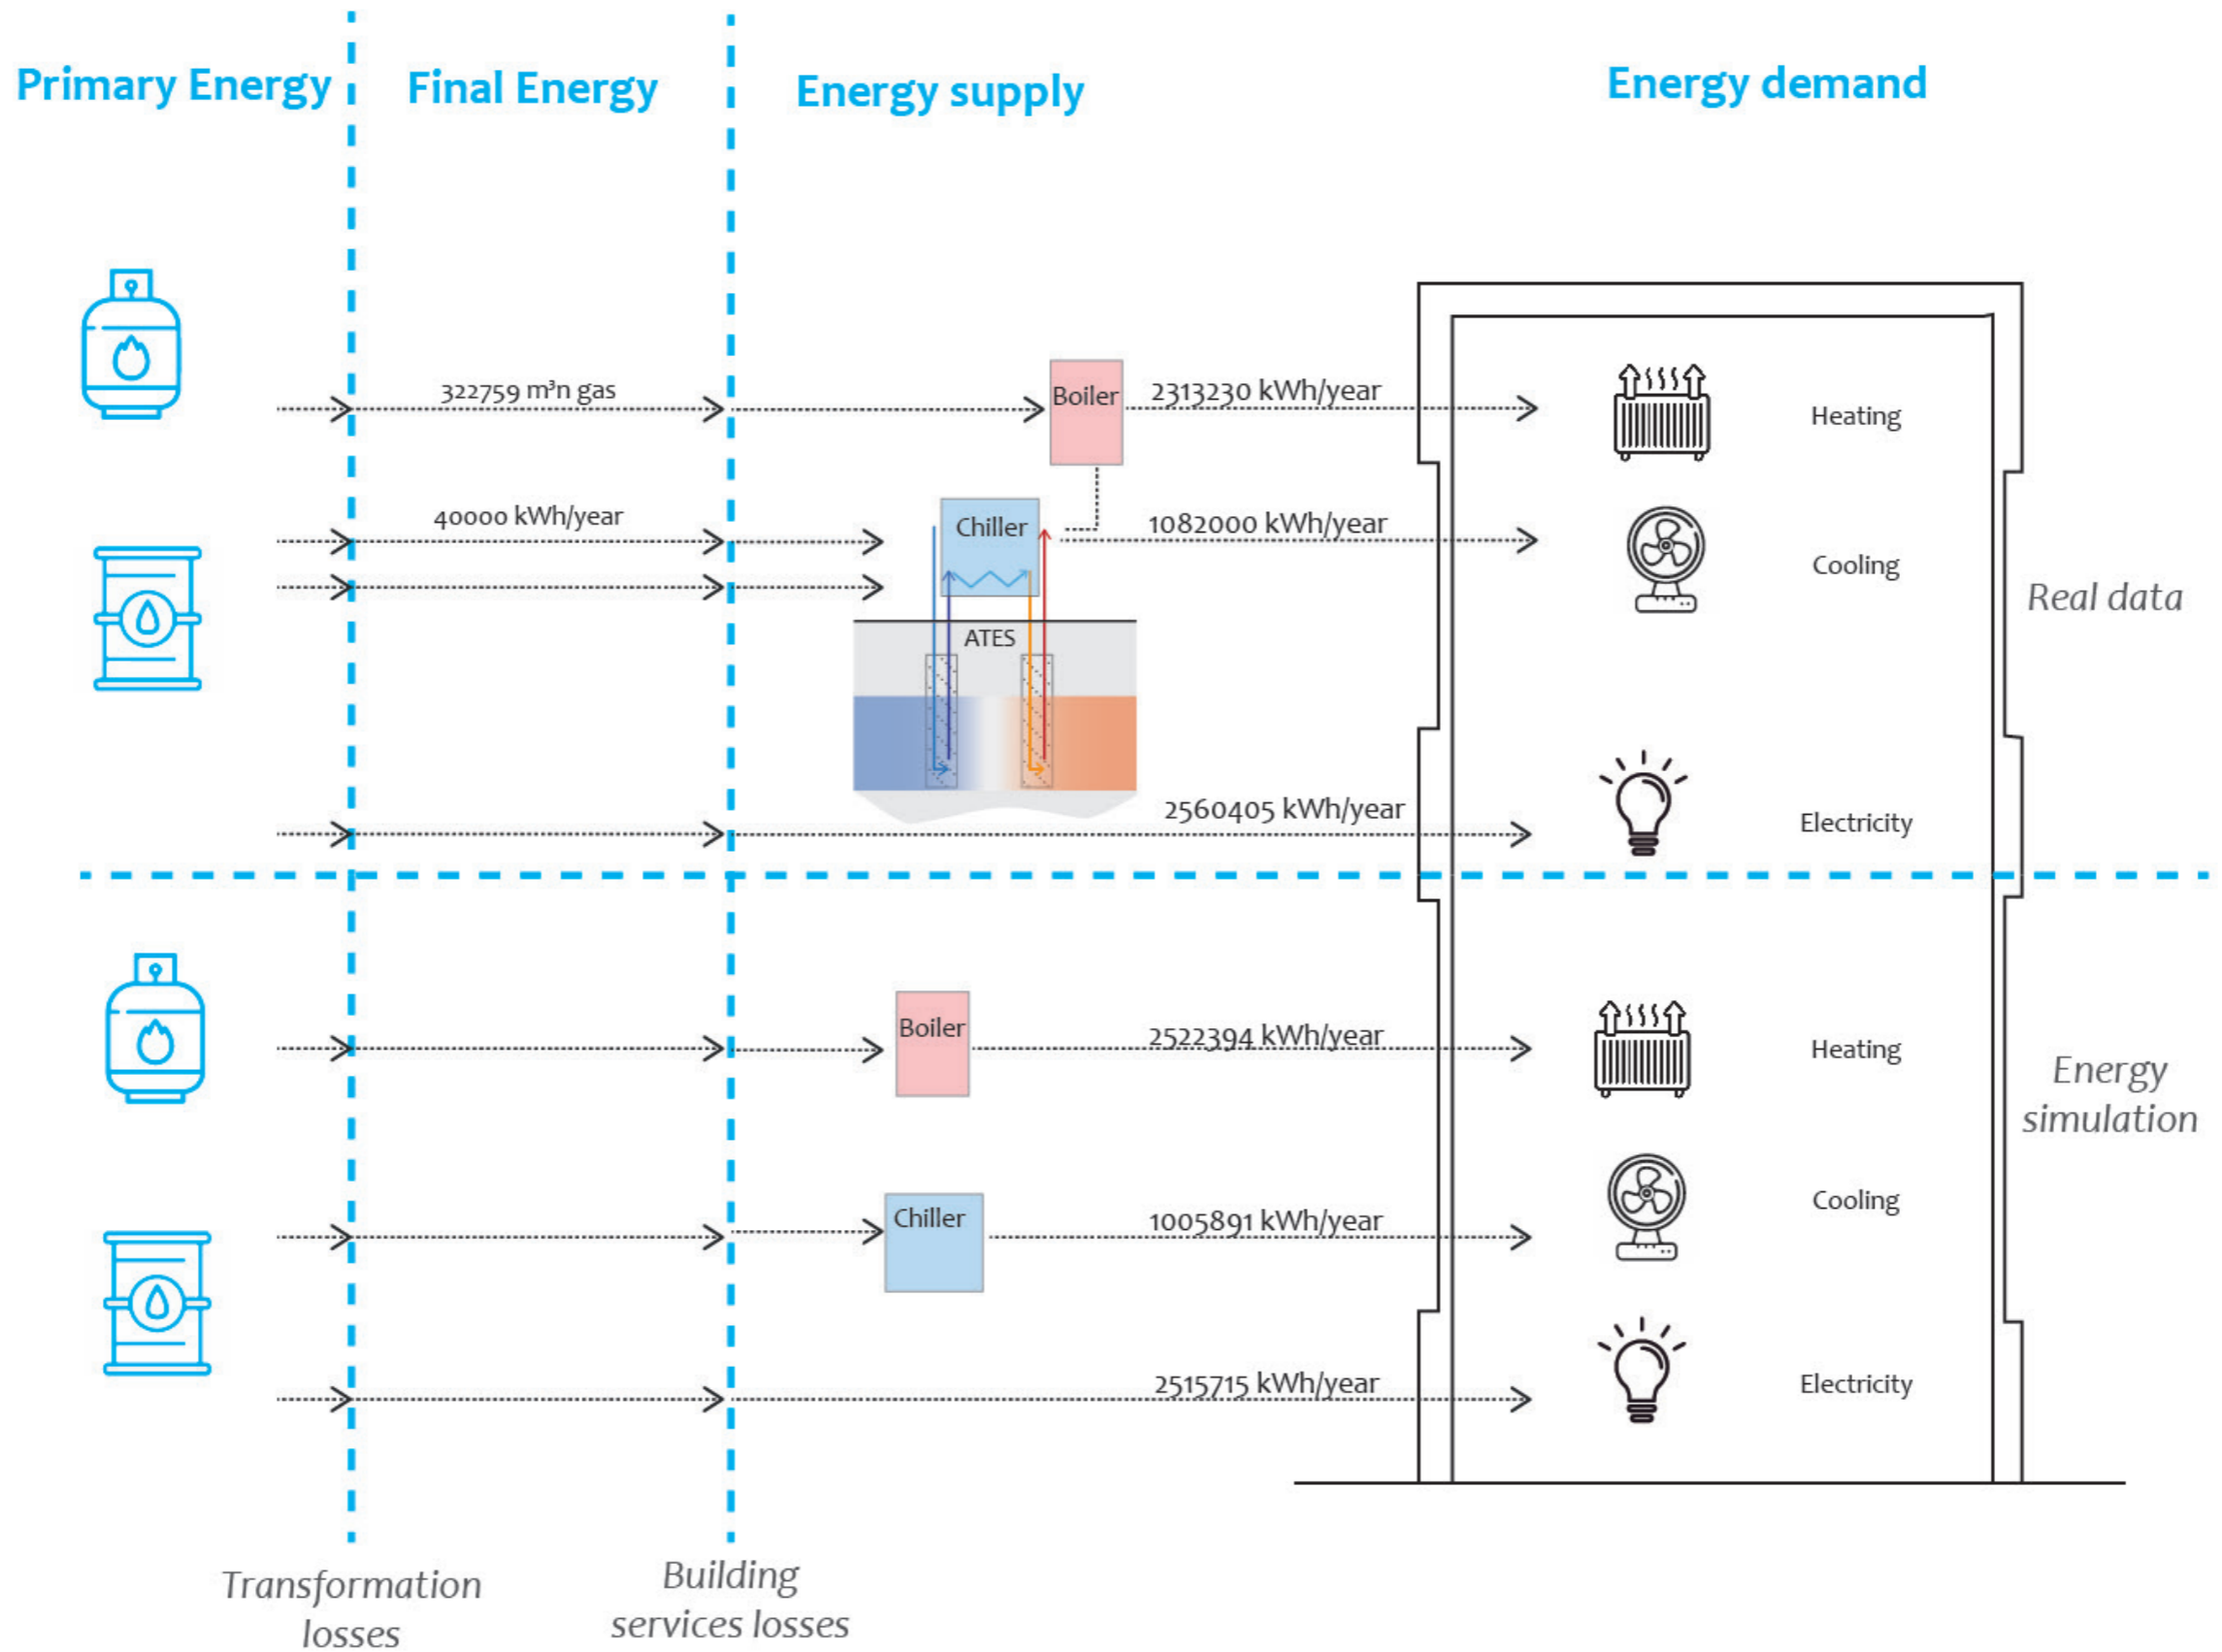 Primary Energy
Final Energy
Energy supply
Energy demand
322759 m³n gas
Boiler
2313230 kWh/year
Heating
40000 kWh/year
Chiller
1082000 kWh/year
Cooling
Real data
ATES
2560405 kWh/year
Electricity
Boiler
2522394 kWh/year
Heating
Energy
simulation
Chiller
1005891 kWh/year
Cooling
2515715 kWh/year
Electricity
Transformation
losses
Building
services losses